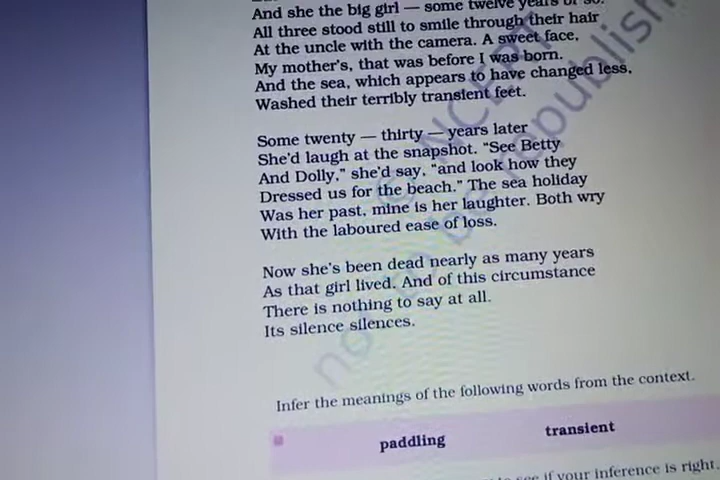 And she the big girl — some twelve years or so.
All three stood still to smile through their hair
At the uncle with the camera. A sweet face,
My mother's, that was before I was born.
And the sea, which appears to have changed less,
Washed their terribly transient feet.
Some twenty — thirty — years later
She'd laugh at the snapshot. “See Betty
And Dolly,” she'd say, “and look how they
Dressed us for the beach.” The sea holiday
Was her past, mine is her laughter. Both wry
With the laboured ease of loss.
Now she's been dead nearly as many years
As that girl lived. And of this circumstance
There is nothing to say at all.
Its silence silences.
Infer the meanings of the following words from the context.
paddling transient
to see if your inference is right.
© NCERT
not to be republish